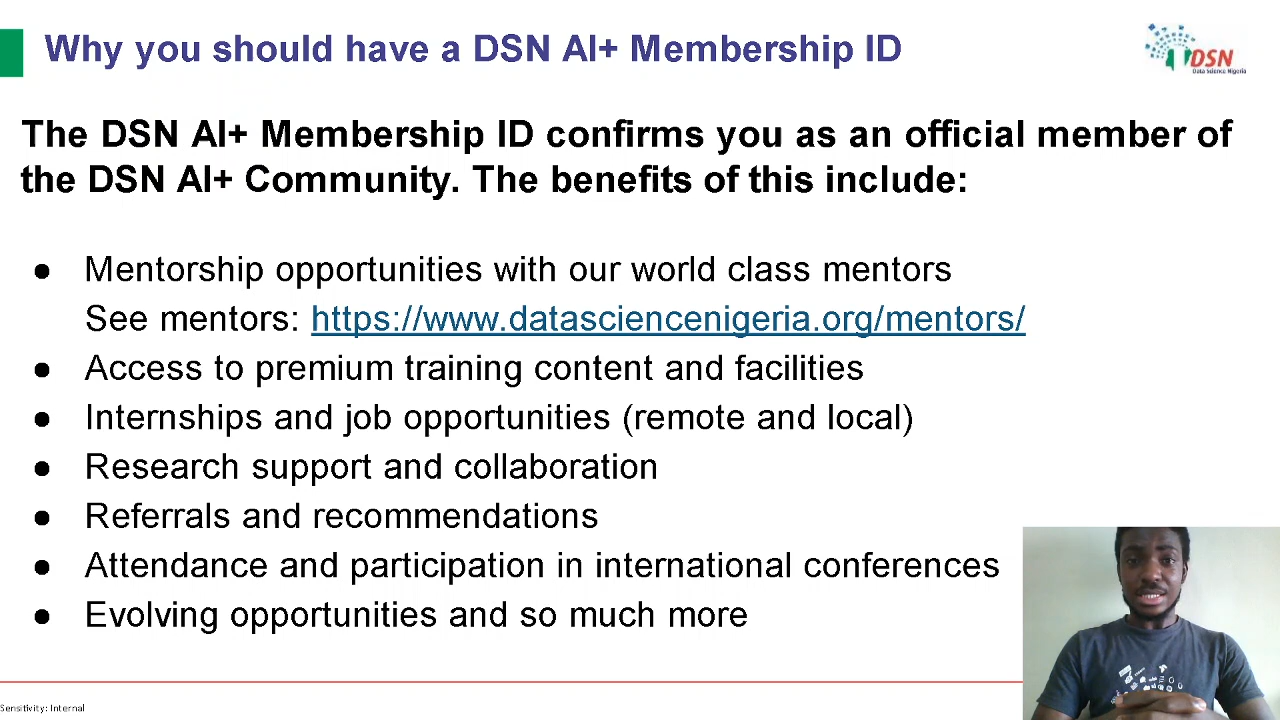 Why you should have a DSN AI+ Membership ID
DSN
Data Science Nigeria
The DSN AI+ Membership ID confirms you as an official member of
the DSN AI+ Community. The benefits of this include:
● Mentorship opportunities with our world class mentors
See mentors: https://www.datasciencenigeria.org/mentors/
● Access to premium training content and facilities
● Internships and job opportunities (remote and local)
● Research support and collaboration
● Referrals and recommendations
● Attendance and participation in international conferences
● Evolving opportunities and so much more
Sensitivity: Internal